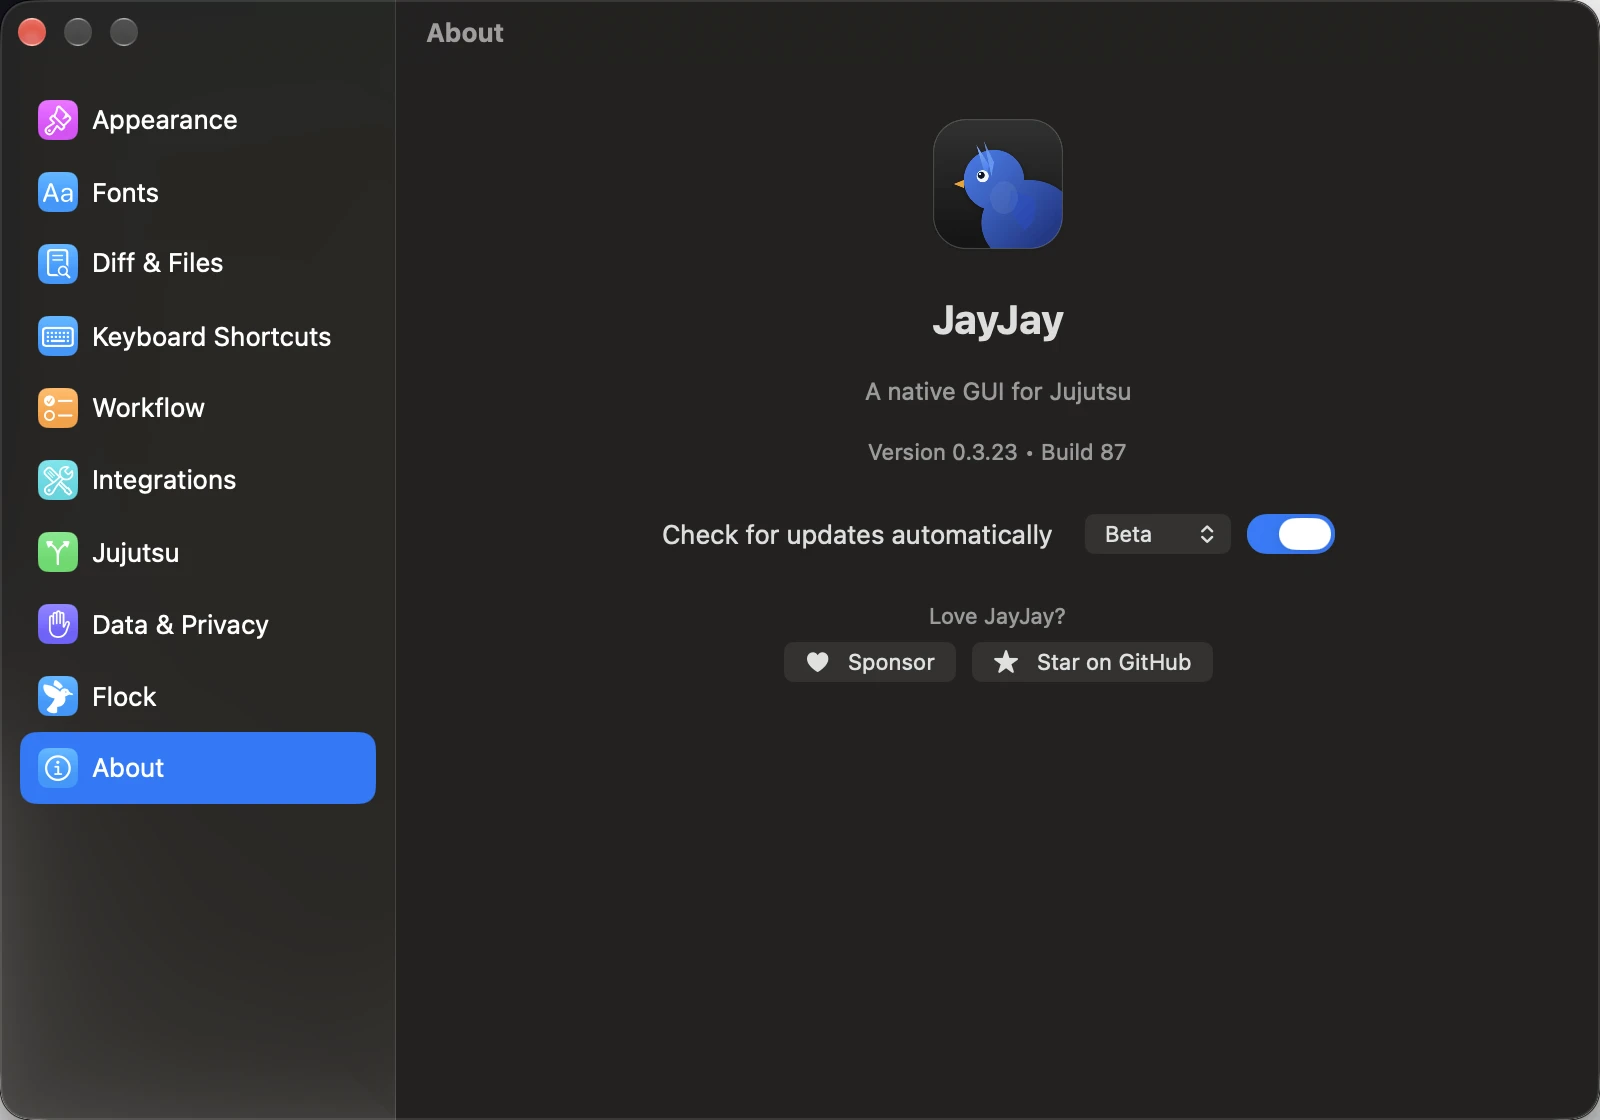 About
Appearance
Aa Fonts
Diff & Files
Keyboard Shortcuts
Workflow
Integrations
Jujutsu
Data & Privacy
Flock
About
JayJay
A native GUI for Jujutsu
Version 0.3.23 • Build 87
Check for updates automatically Beta
Love JayJay?
Sponsor Star on GitHub